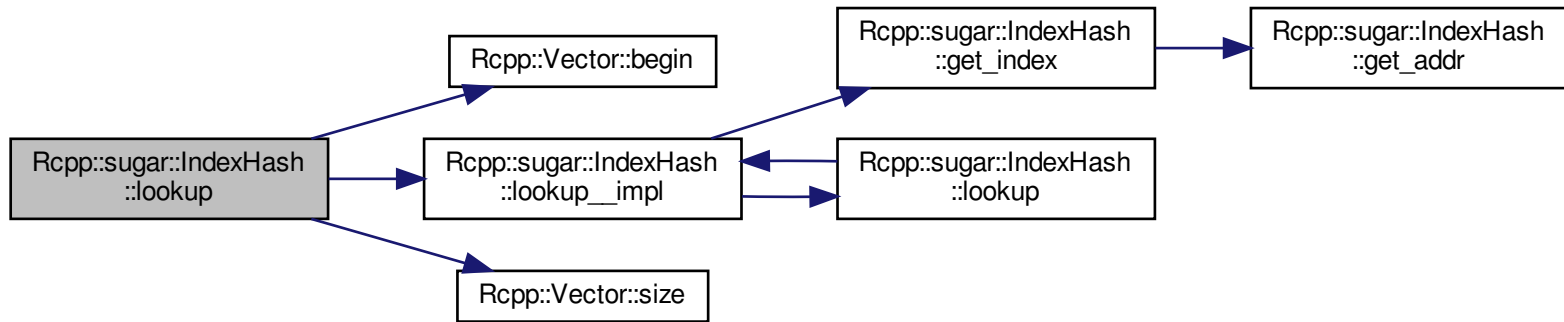 Rcpp::sugar::IndexHash
::lookup
Rcpp::Vector::begin
Rcpp::sugar::IndexHash
::lookup__impl
Rcpp::Vector::size
Rcpp::sugar::IndexHash
::get_index
Rcpp::sugar::IndexHash
::lookup
Rcpp::sugar::IndexHash
::get_addr